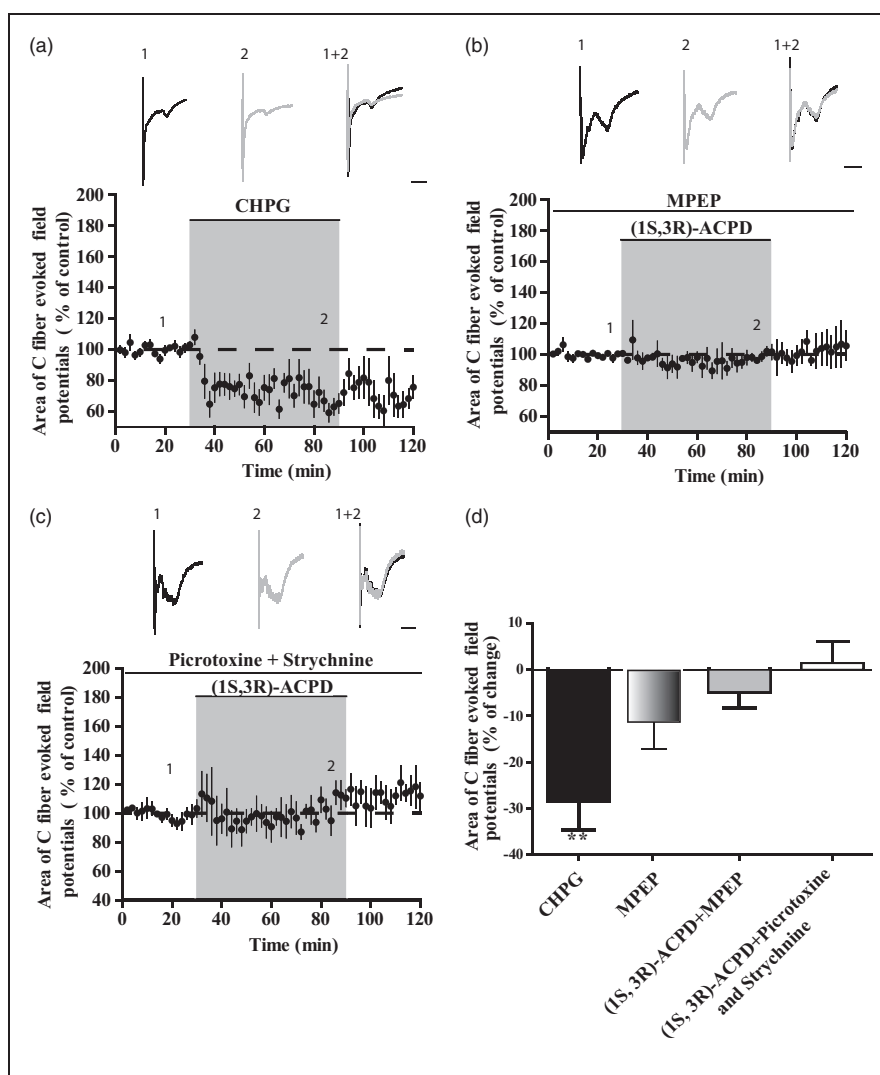 (a)
1
2
1+2
CHPG
1
2
Area of C fiber evoked field
potentials ( % of control)
200
180
160
140
120
100
80
60
0
20
40
60
80
100
120
Time (min)
(b)
1
2
1+2
MPEP
(1S,3R)-ACPD
1
2
Area of C fiber evoked field
potentials (% of control)
200
180
160
140
120
100
80
60
0
20
40
60
80
100
120
Time (min)
(c)
1
2
1+2
Picrotoxine + Strychnine
(1S,3R)-ACPD
1
2
Area of C fiber evoked field
potentials ( % of control)
200
180
160
140
120
100
80
60
40
0
20
40
60
80
100
120
Time (min)
(d)
Area of C fiber evoked field
potentials (% of change)
10
0
-10
-20
-30
-40
**
CHPG
MPEP
(1S, 3R)-ACPD+MPEP
(1S, 3R)-ACPD+Picrotoxine
and Strychnine